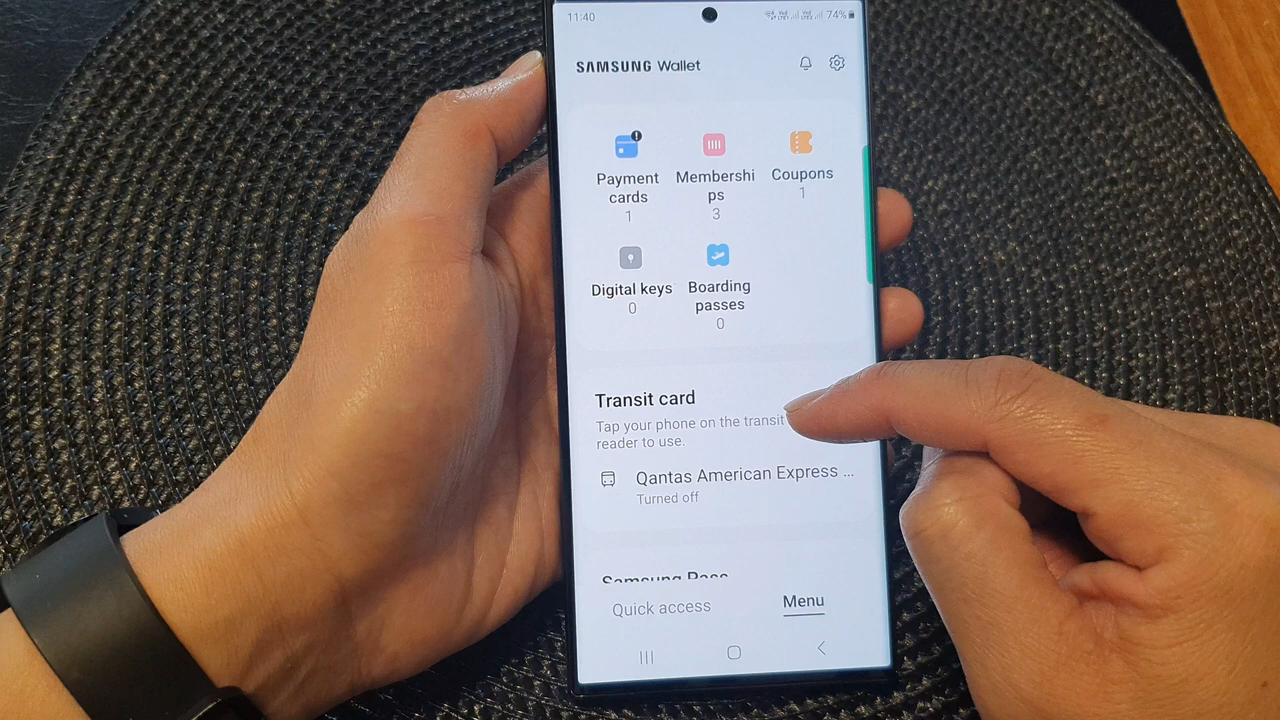 11:40
74%
SAMSUNG Wallet
Payment
cards
1
Membershi
ps
3
Coupons
1
Digital keys
0
Boarding
passes
0
Transit card
Tap your phone on the transit
reader to use.
Qantas American Express ...
Turned off
Samsung Pass
Quick access
Menu